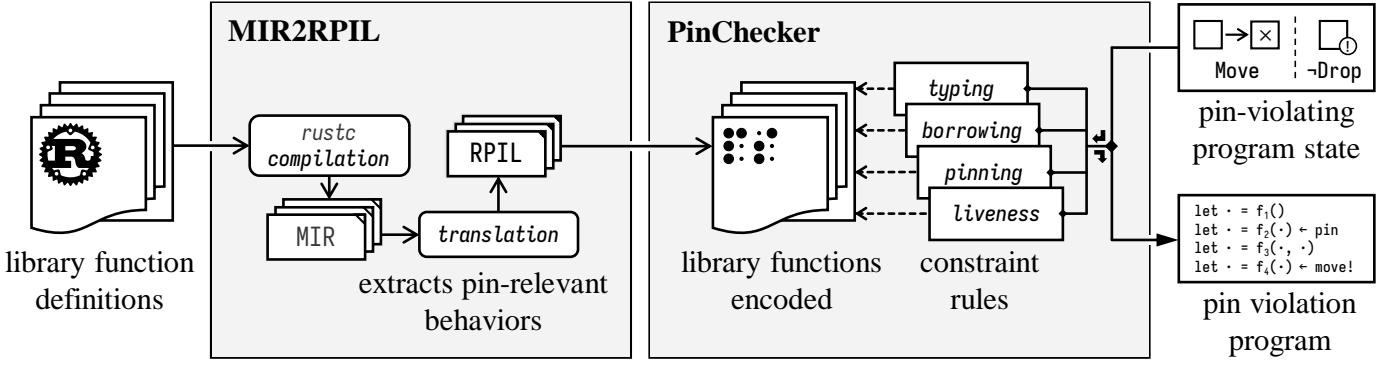 MIR2RPIL
PinChecker
R
library function
definitions
rustc
compilation
MIR
translation
RPIL
extracts pin-relevant
behaviors
library functions
encoded
typing
borrowing
pinning
liveness
constraint
rules
Move
¬Drop
!
pin-violating
program state
let · = f₁()
let · = f₂(·) ← pin
let · = f₃(·, ·)
let · = f₄(·) ← move!
pin violation
program